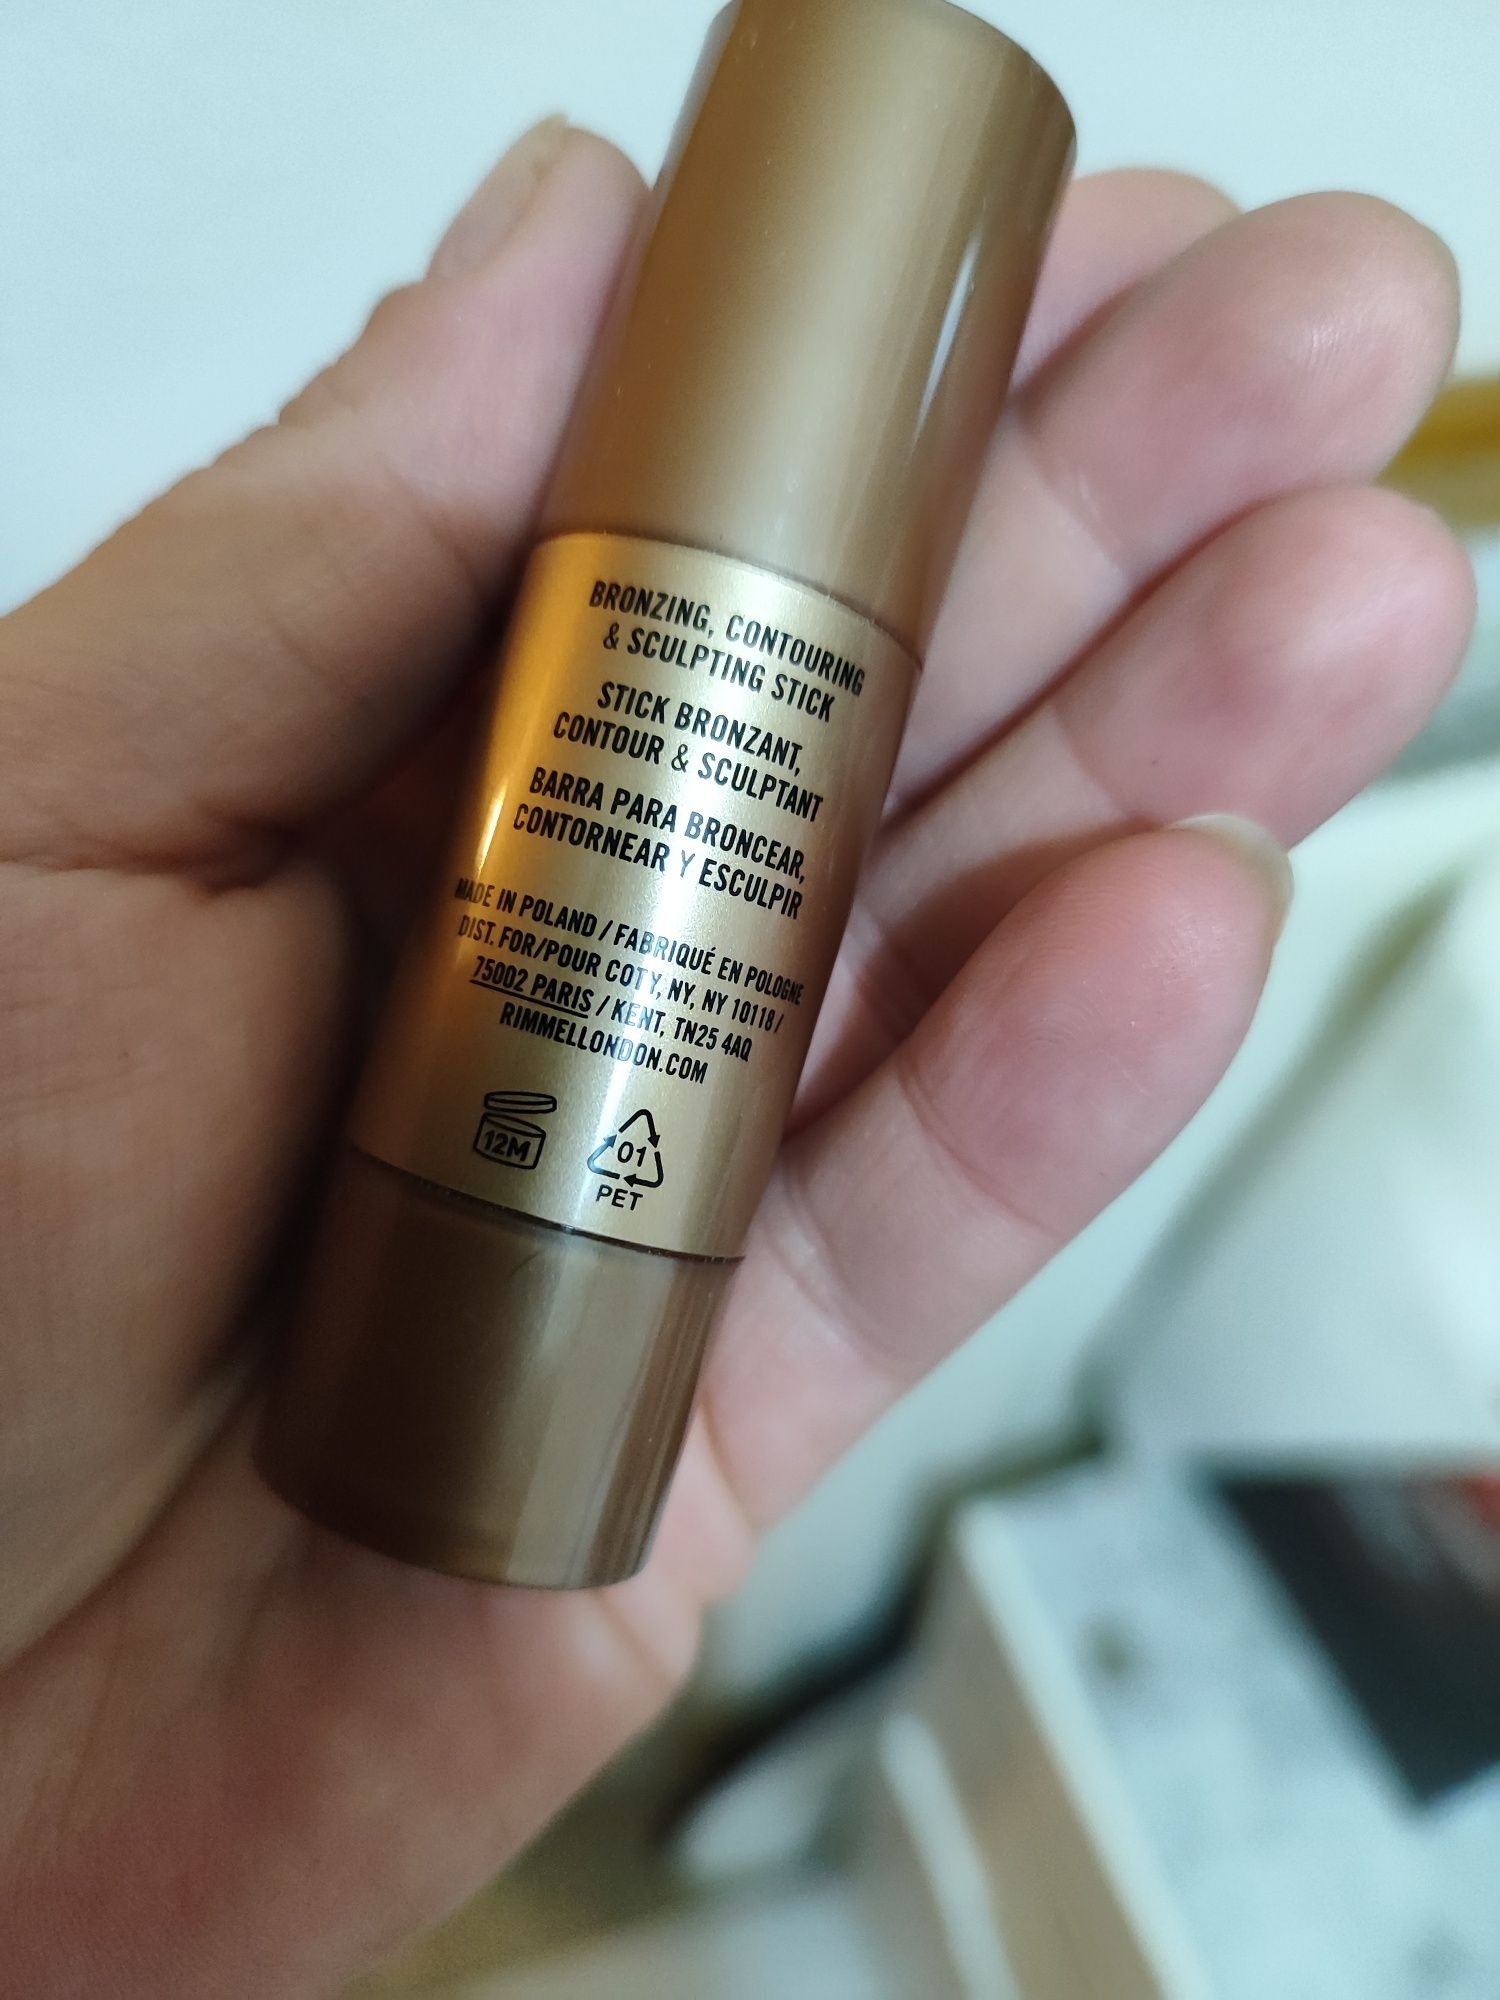 BRONZING, CONTOURING
& SCULPTING STICK
STICK BRONZANT,
CONTOUR & SCULPTANT
BARRA PARA BRONCEAR,
CONTORNEAR Y ESCULPIR
MADE IN POLAND / FABRIQUÉ EN POLOGNE
DIST. FOR/POUR COTY, NY, NY 10118 /
75002 PARIS / KENT, TN25 4AQ
RIMMELLONDON.COM
12M
01
PET